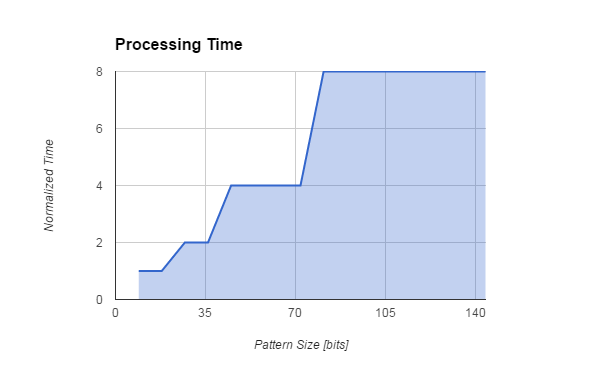 Processing Time
8
6
4
2
0
Normalized Time
0 35 70 105 140
Pattern Size [bits]